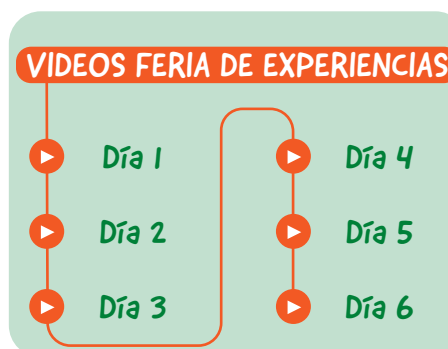 VIDEOS FERIA DE EXPERIENCIAS
Día 1
Día 2
Día 3
Día 4
Día 5
Día 6